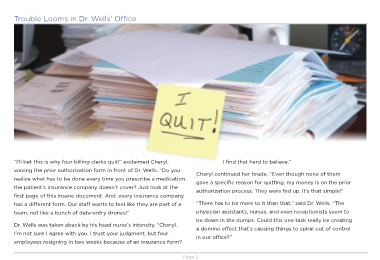 Trouble Looms in Dr. Wells' Office
I
QUIT!
"I'll bet this is why four billing clerks quit!" exclaimed Cheryl,
waving the prior authorization form in front of Dr. Wells. "Do you
realize what has to be done every time you prescribe a medication
the patient's insurance company doesn't cover? Just look at the
first page of this insane document. And, every insurance company
has a different form. Our staff wants to feel like they are part of a
team, not like a bunch of data-entry drones!"
Dr. Wells was taken aback by his head nurse's intensity. "Cheryl,
I'm not sure I agree with you. I trust your judgment, but four
employees resigning in two weeks because of an insurance form?
I find that hard to believe."
Cheryl continued her tirade. "Even though none of them
gave a specific reason for quitting, my money is on the prior
authorization process. They were fed up. It's that simple!"
"There has to be more to it than that," said Dr. Wells. "The
physician assistants, nurses, and even receptionists seem to
be down in the dumps. Could this one task really be creating
a domino effect that's causing things to spiral out of control
in our office?"
Page 2